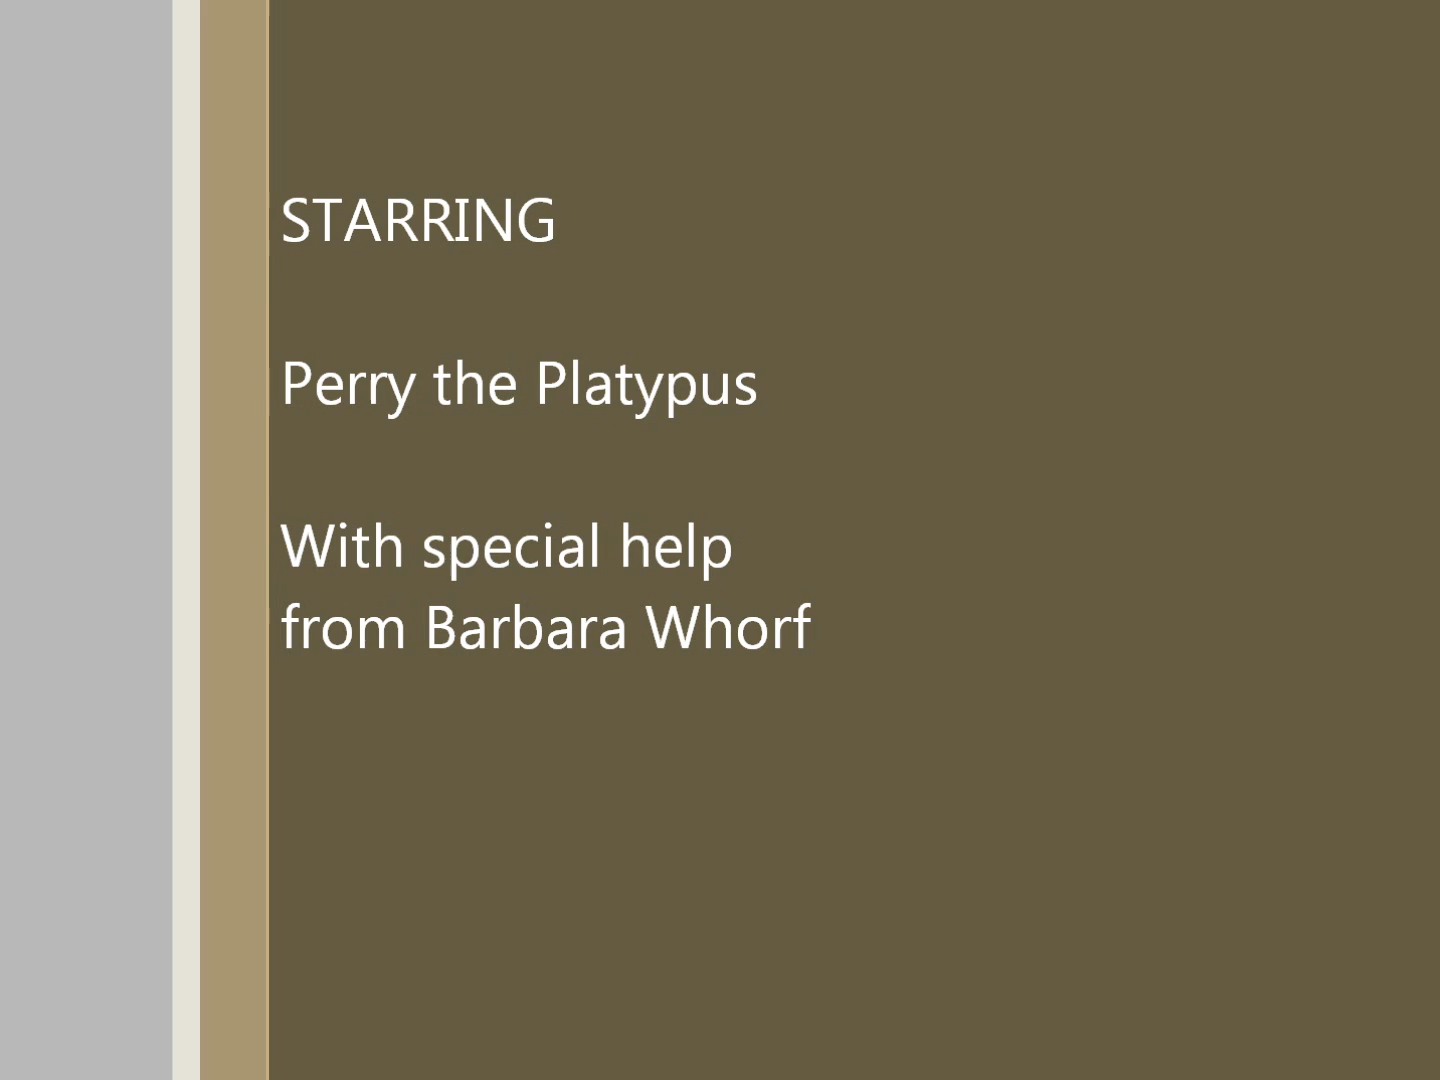 STARRING
Perry the Platypus
With special help
from Barbara Whorf